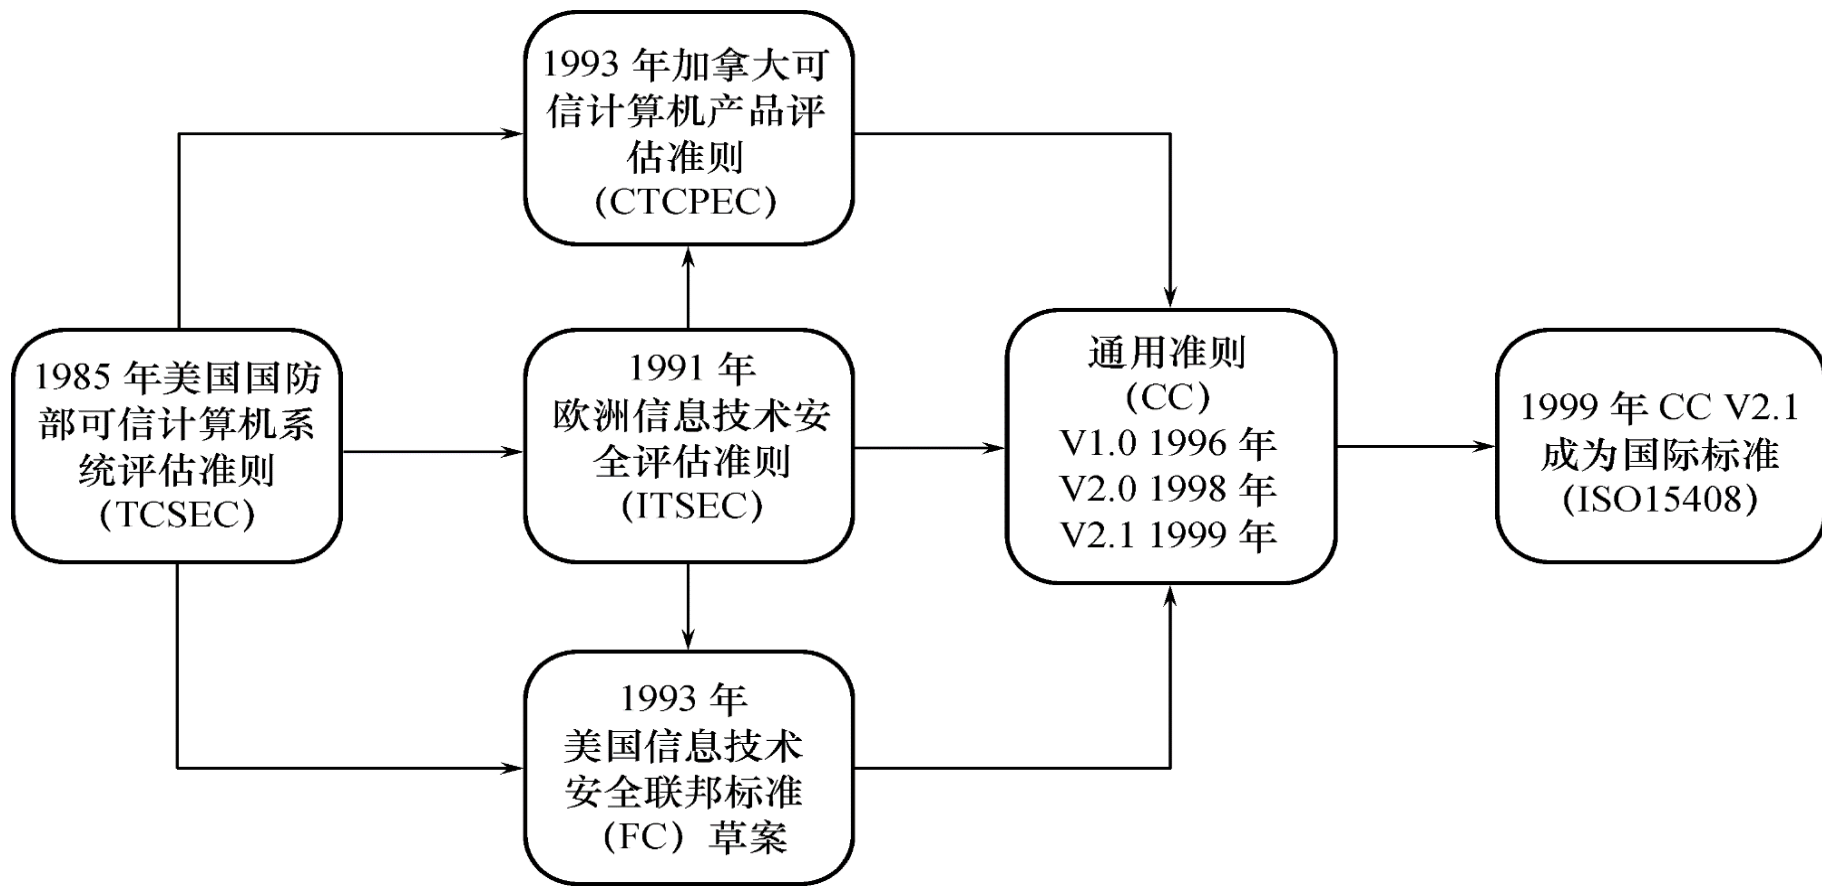 1993 年加拿大可
信计算机产品评
估准则
(CTCPEC)
1985 年美国国防
部可信计算机系
统评估准则
(TCSEC)
1991 年
欧洲信息技术安
全评估准则
(ITSEC)
1993 年
美国信息技术
安全联邦标准
(FC) 草案
通用准则
(CC)
V1.0 1996 年
V2.0 1998 年
V2.1 1999 年
1999 年 CC V2.1
成为国际标准
(ISO15408)